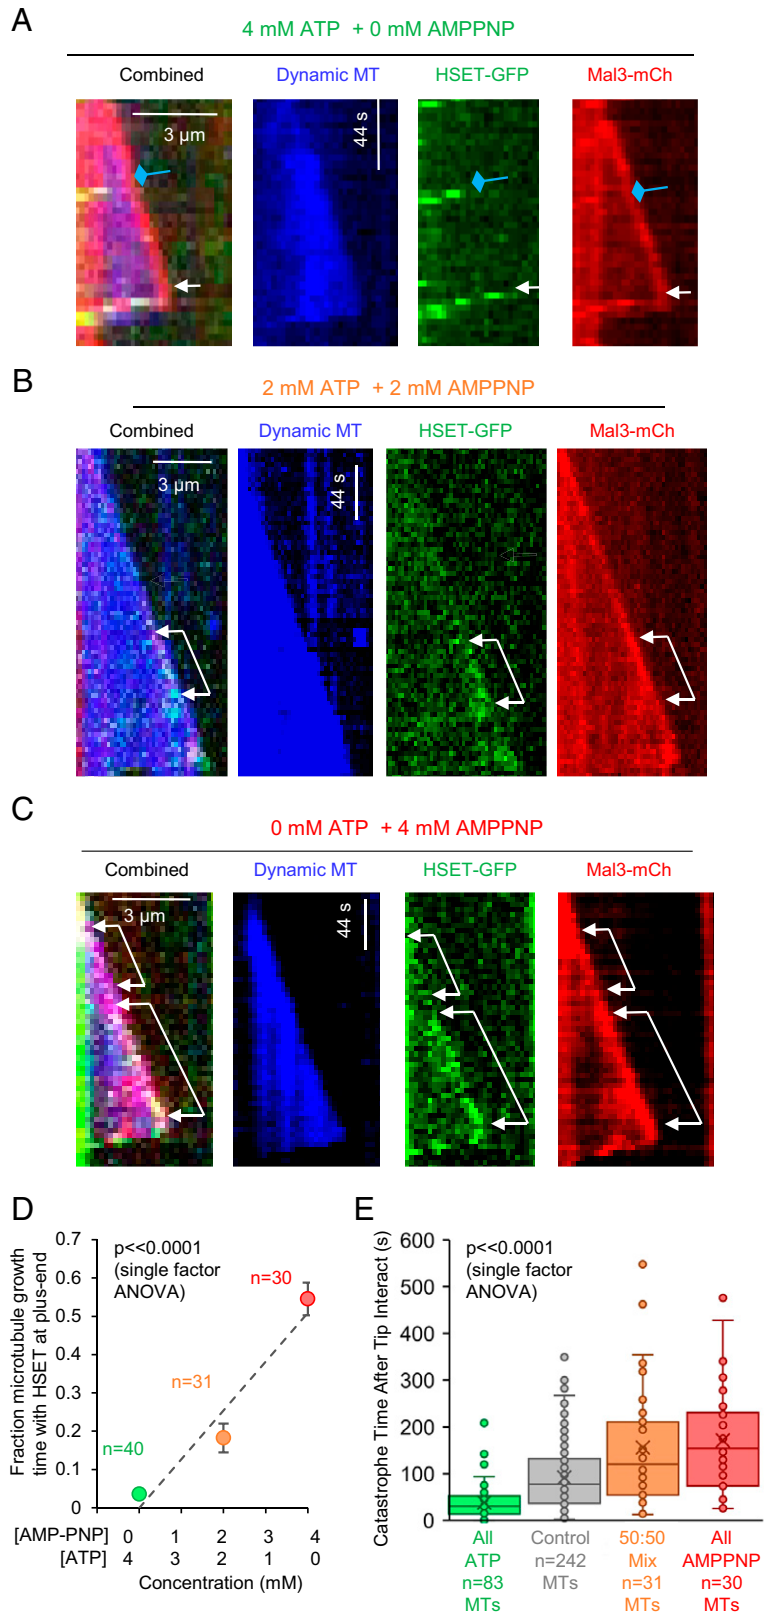 A
4 mM ATP + 0 mM AMPPNP
Combined
Dynamic MT
HSET-GFP
Mal3-mCh
3 µm
44 s
B
2 mM ATP + 2 mM AMPPNP
Combined
Dynamic MT
HSET-GFP
Mal3-mCh
3 µm
44 s
C
0 mM ATP + 4 mM AMPPNP
Combined
Dynamic MT
HSET-GFP
Mal3-mCh
3 µm
44 s
D
Fraction microtubule growth
time with HSET at plus-end
0.7
0.6
0.5
0.4
0.3
0.2
0.1
0
p<<0.0001
(single factor
ANOVA)
n=30
n=31
n=40
[AMP-PNP] 0 1 2 3 4
[ATP] 4 3 2 1 0
Concentration (mM)
E
Catastrophe Time After Tip Interact (s)
600
500
400
300
200
100
0
p<<0.0001
(single factor
ANOVA)
All
ATP
n=83
MTs
Control
n=242
MTs
50:50
Mix
n=31
MTs
All
AMPPNP
n=30
MTs